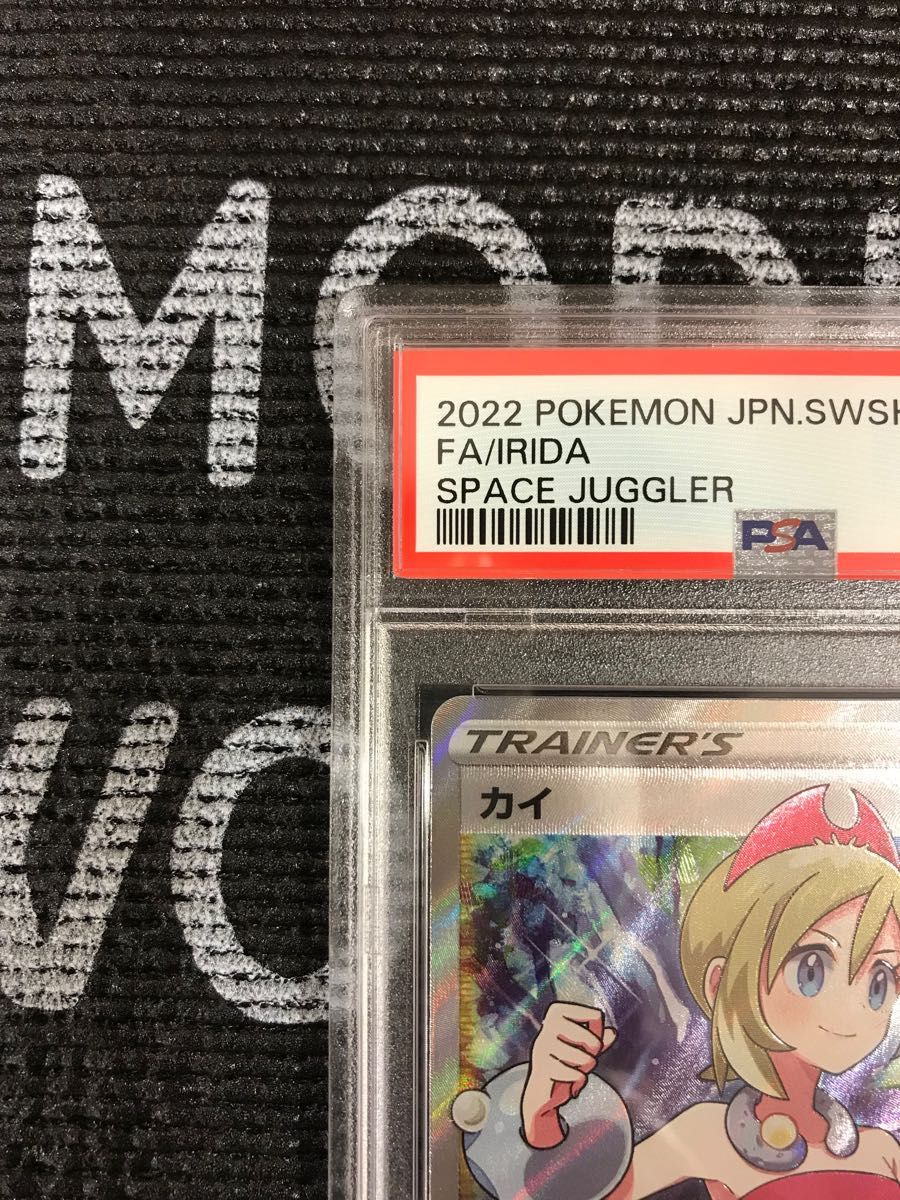 2022 POKEMON JPN.SWSH
FA/IRIDA
SPACE JUGGLER
PSA
TRAINER'S
カイ